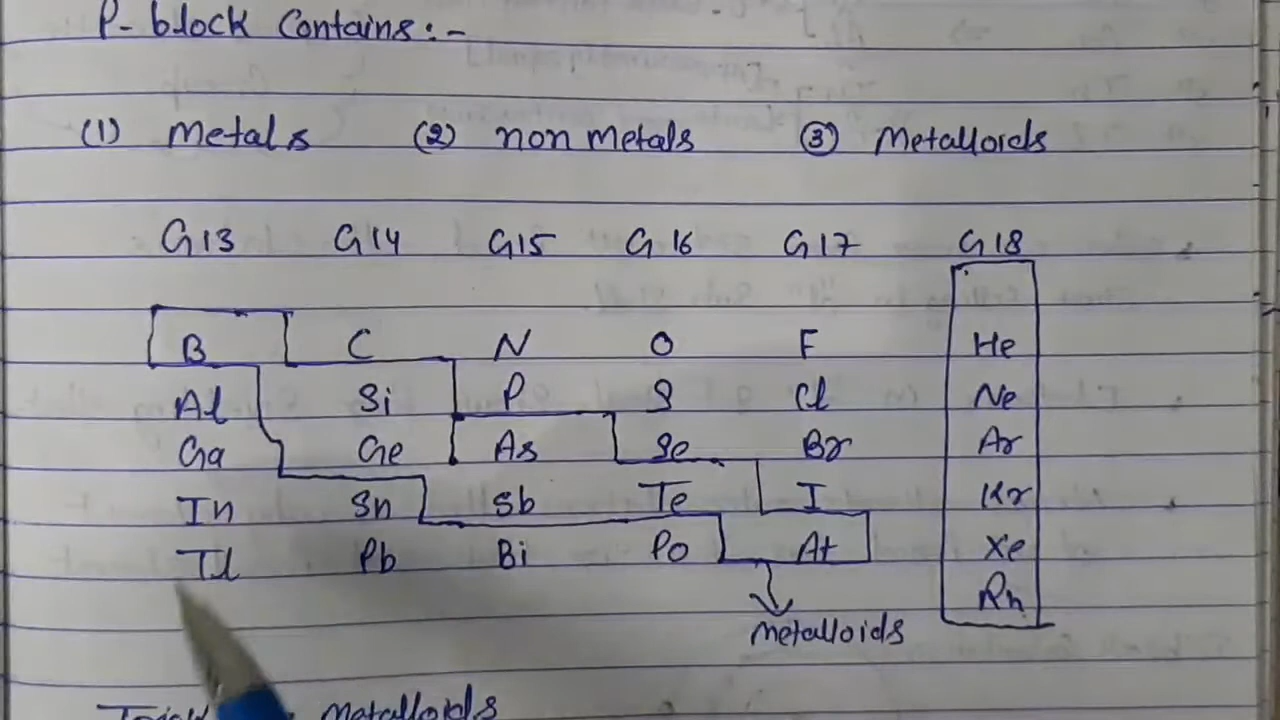 P-block Contains:-
(1) Metals (2) non metals (3) Metalloids
G13 G14 G15 G16 G17 G18
B C N O F He
Al Si P S Cl Ne
Ga Ge As Se Br Ar
In Sn Sb Te I Kr
Tl Pb Bi Po At Xe
Rn
Metalloids
Metalloids